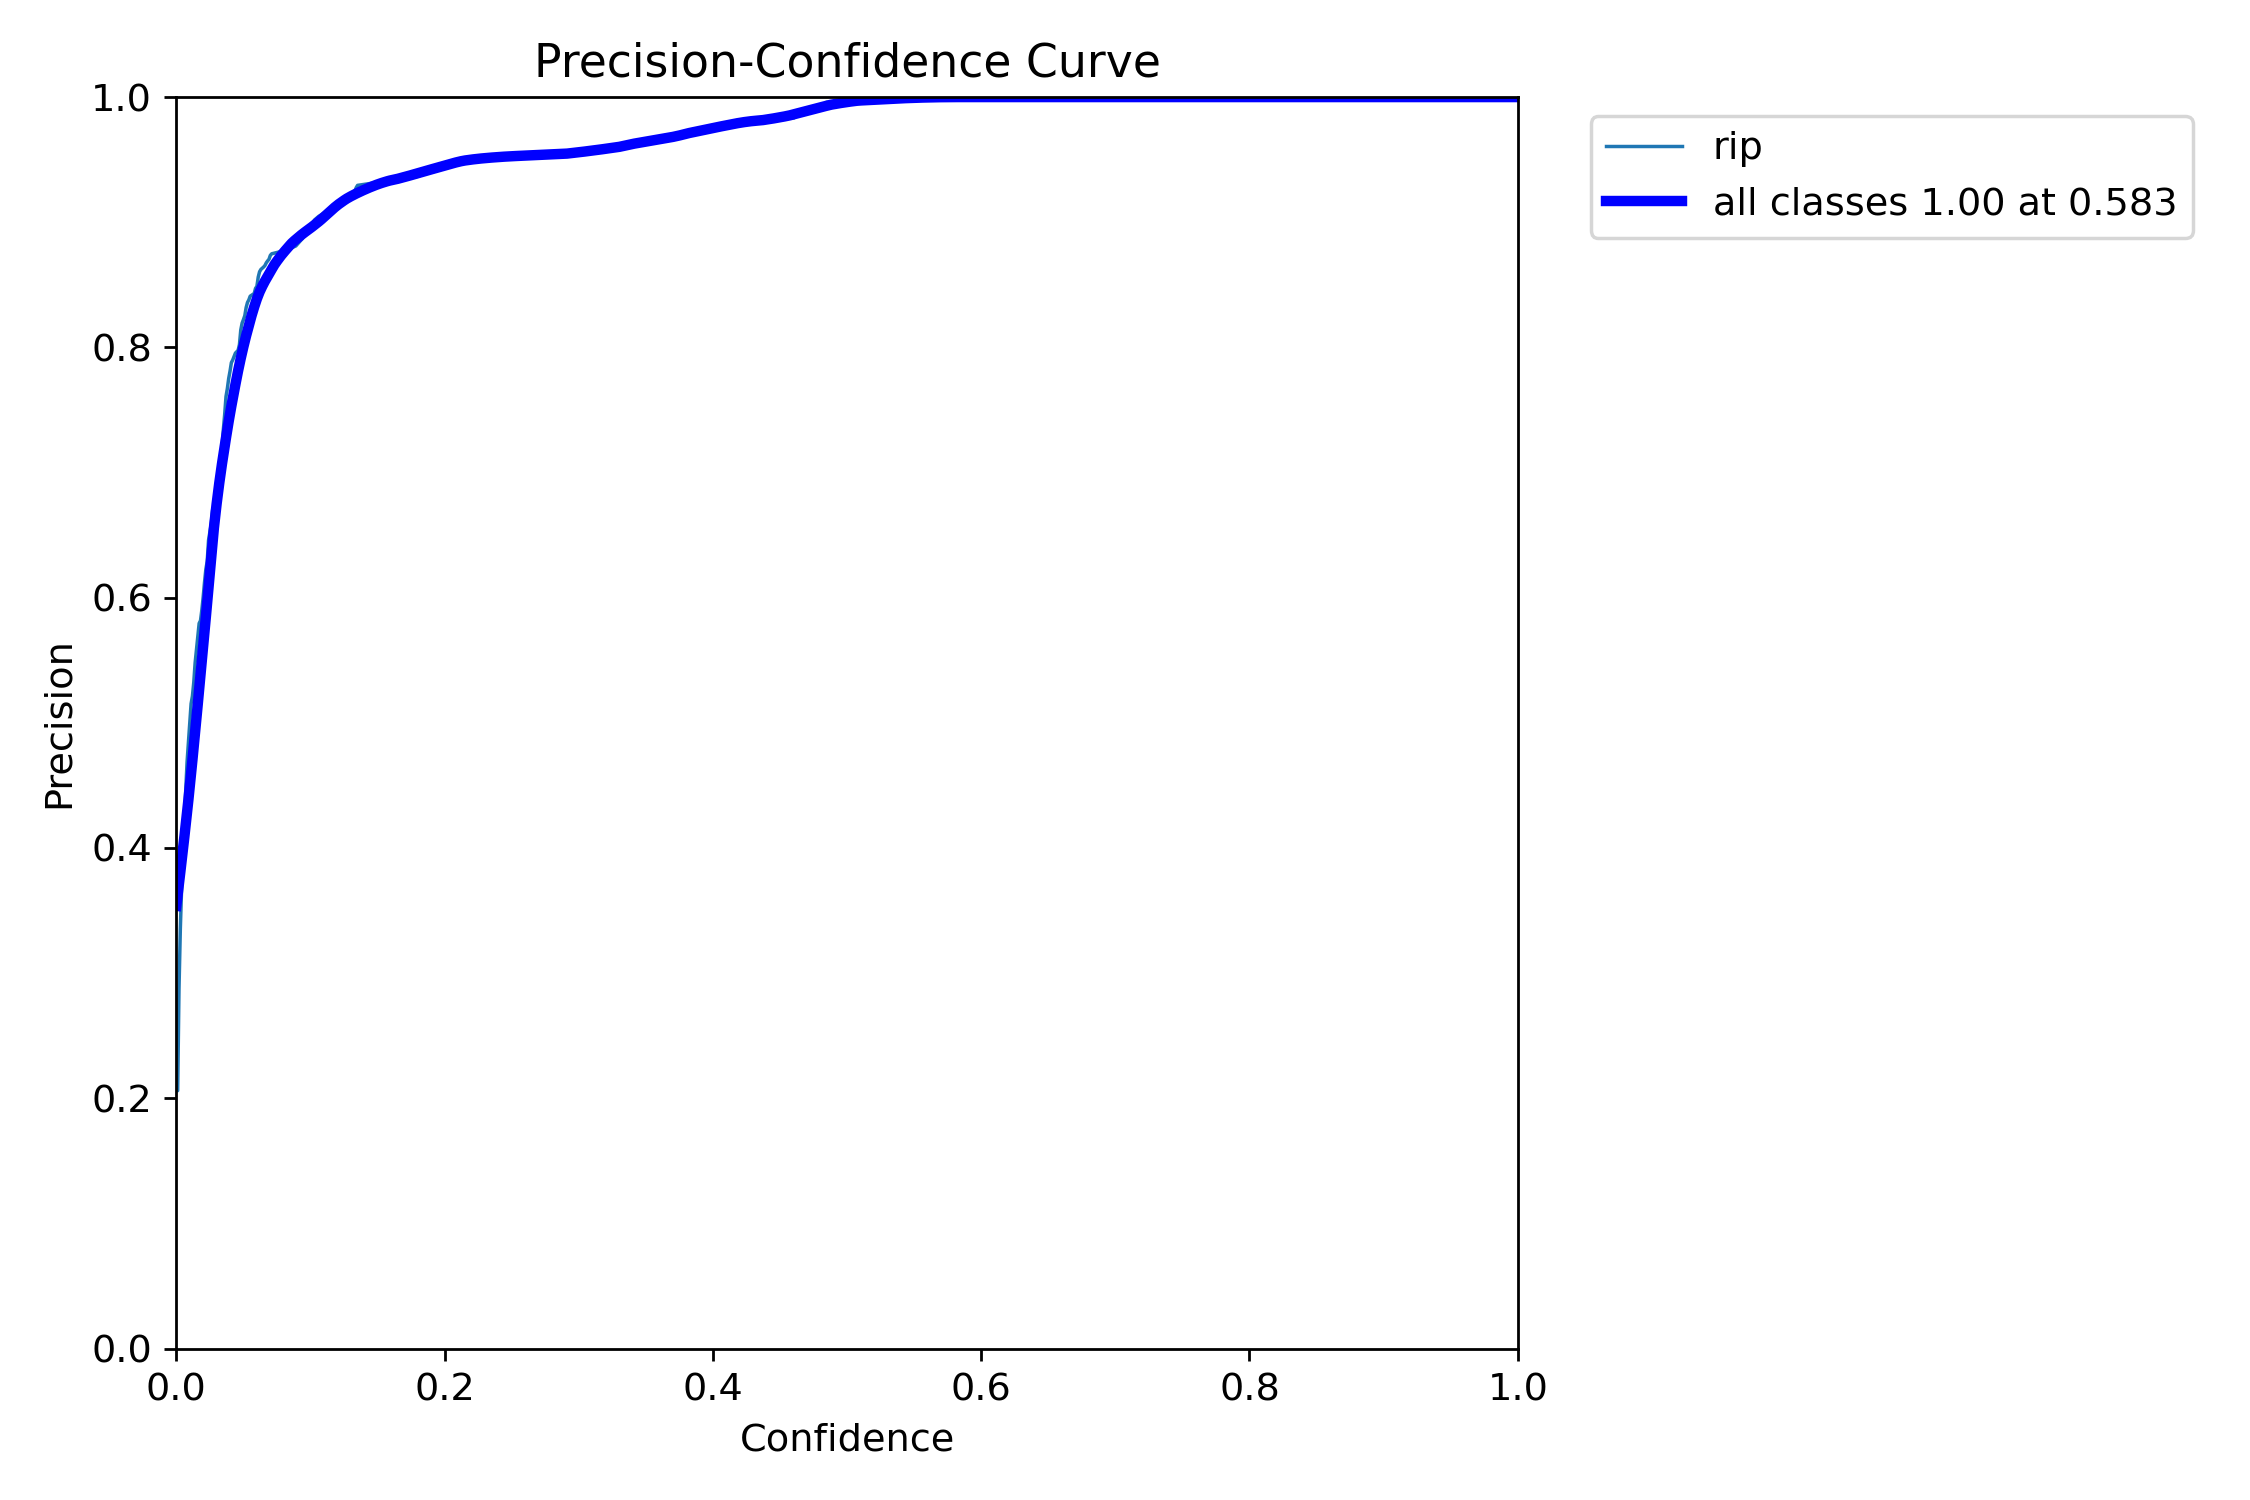 Precision-Confidence Curve
1.0
0.8
0.6
0.4
0.2
0.0
Precision
0.0 0.2 0.4 0.6 0.8 1.0
Confidence
rip
all classes 1.00 at 0.583